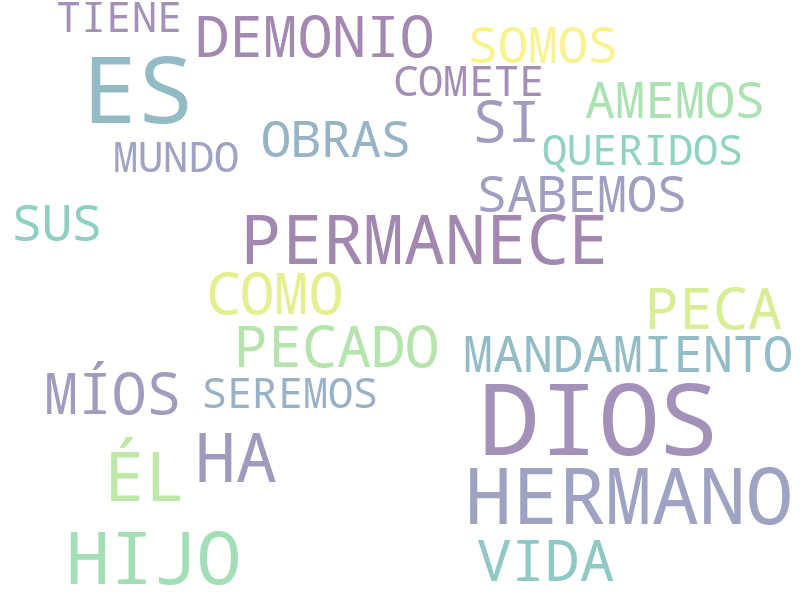 TIENE
DEMONIO
SOMOS
ES
COMETE
AMEMOS
SI
OBRAS
MUNDO
QUERIDOS
SABEMOS
SUS
PERMANECE
COMO
PECA
PECADO
MANDAMIENTO
MÍOS
SEREMOS
DIOS
HA
ÉL
HERMANO
HIJO
VIDA